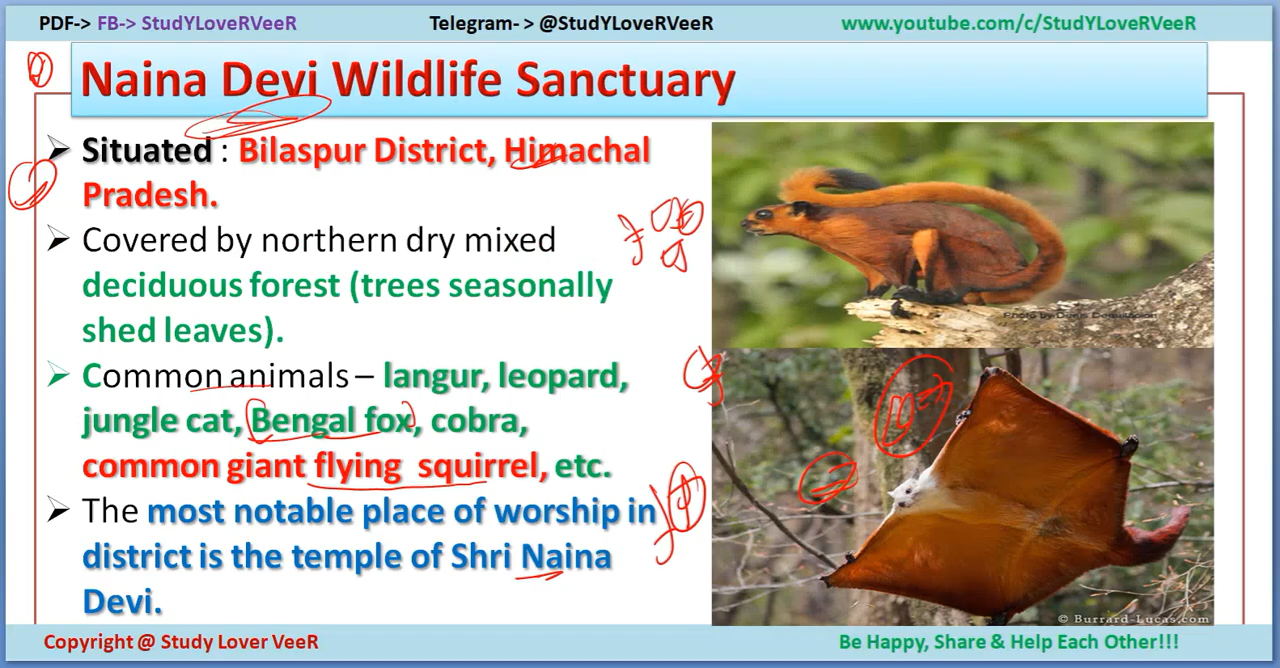 PDF-> FB-> StudYLoveRVeeR
Telegram- > @StudYLoveRVeeR
www.youtube.com/c/StudYLoveRVeeR
Naina Devi Wildlife Sanctuary
Situated : Bilaspur District, Himachal
Pradesh.
Covered by northern dry mixed
deciduous forest (trees seasonally
shed leaves).
Common animals – langur, leopard,
jungle cat, Bengal fox, cobra,
common giant flying squirrel, etc.
The most notable place of worship in
district is the temple of Shri Naina
Devi.
Photo by
© Burrard-Lucas.com
Copyright @ Study Lover VeeR
Be Happy, Share & Help Each Other!!!